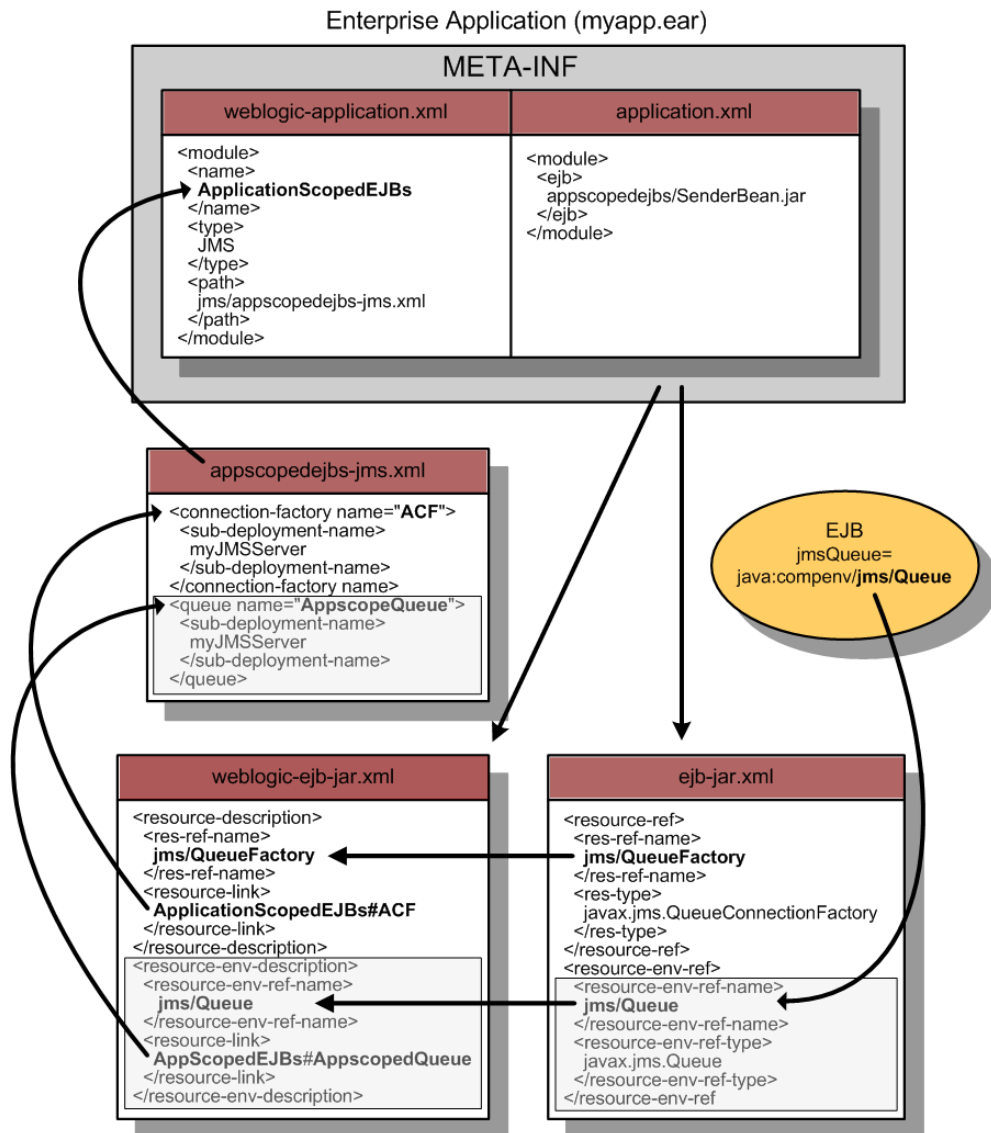 Enterprise Application (myapp.ear)
META-INF
weblogic-application.xml
<module>
<name>
ApplicationScopedEJBs
</name>
<type>
JMS
</type>
<path>
jms/appscopedejbs-jms.xml
</path>
</module>
application.xml
<module>
<ejb>
appscopedejbs/SenderBean.jar
</ejb>
</module>
appscopedejbs-jms.xml
<connection-factory name="ACF">
<sub-deployment-name>
myJMSServer
</sub-deployment-name>
</connection-factory name>
<queue name="AppscopeQueue">
<sub-deployment-name>
myJMSServer
</sub-deployment-name>
</queue>
EJB
jmsQueue=
java:compenv/jms/Queue
weblogic-ejb-jar.xml
<resource-description>
<res-ref-name>
jms/QueueFactory
</res-ref-name>
<resource-link>
ApplicationScopedEJBs#ACF
</resource-link>
</resource-description>
<resource-env-description>
<resource-env-ref-name>
jms/Queue
</resource-env-ref-name>
<resource-link>
AppScopedEJBs#AppscopedQueue
</resource-link>
</resource-env-description>
ejb-jar.xml
<resource-ref>
<res-ref-name>
jms/QueueFactory
</res-ref-name>
<res-type>
javax.jms.QueueConnectionFactory
</res-type>
</resource-ref>
<resource-env-ref>
<resource-env-ref-name>
jms/Queue
</resource-env-ref-name>
<resource-env-ref-type>
javax.jms.Queue
</resource-env-ref-type>
</resource-env-ref